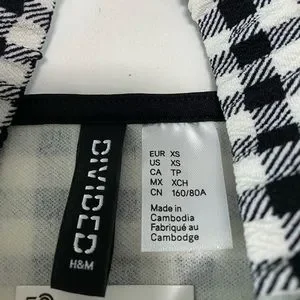 DIVIDED
H&M
EUR XS
US XS
CA TP
MX XCH
CN 160/80A
Made in
Cambodia
Fabriqué au
Cambodge